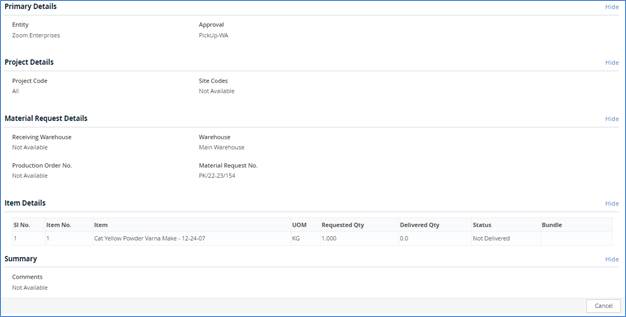 Primary Details Hide
Entity Approval
Zoom Enterprises PickUp-WA
Project Details Hide
Project Code Site Codes
All Not Available
Material Request Details Hide
Receiving Warehouse Warehouse
Not Available Main Warehouse
Production Order No. Material Request No.
Not Available PK/22-23/154
Item Details Hide
Sl No. Item No. Item UOM Requested Qty Delivered Qty Status Bundle
1 1 Cat Yellow Powder Varna Make - 12-24-07 KG 1.000 0.0 Not Delivered
Summary Hide
Comments
Not Available
Cancel